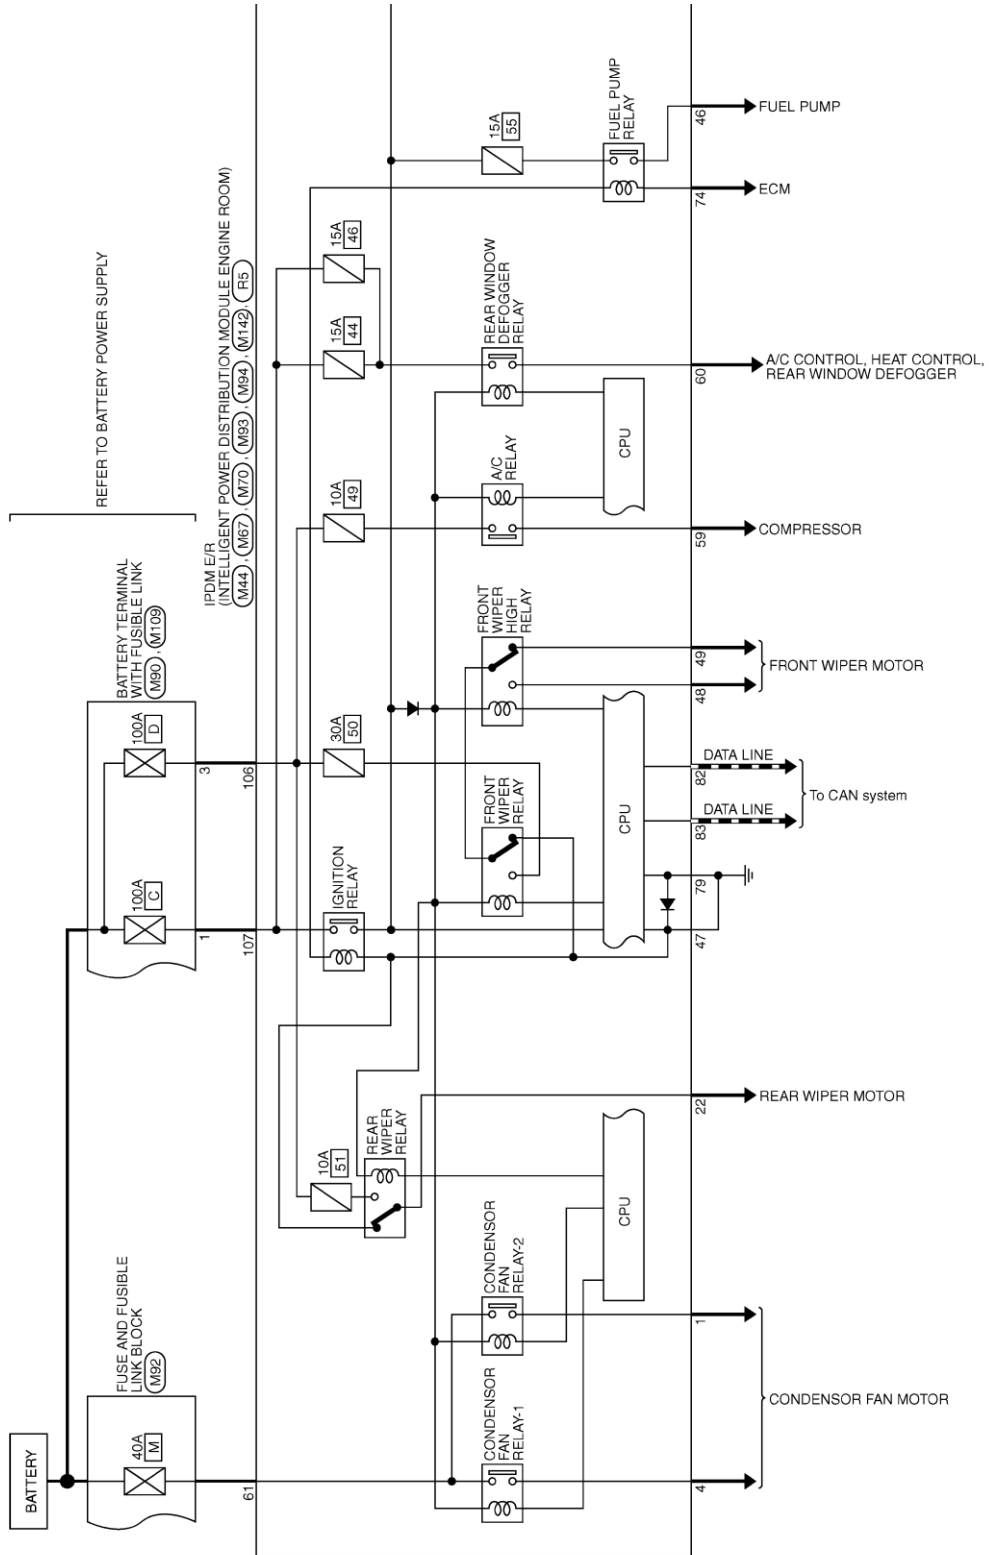 REFER TO BATTERY POWER SUPPLY
BATTERY
FUSE AND FUSIBLE
LINK BLOCK
M92
40A
M
61
BATTERY TERMINAL
WITH FUSIBLE LINK
M90 , M109
100A
C
100A
D
1
3
107
106
IPDM E/R
(INTELLIGENT POWER DISTRIBUTION MODULE ENGINE ROOM)
M44 , M67 , M70 , M93 , M94 , M142 , R5
10A
51
REAR
WIPER
RELAY
IGNITION
RELAY
30A
50
10A
49
15A
44
15A
46
15A
55
CONDENSOR
FAN
RELAY-1
CONDENSOR
FAN
RELAY-2
FRONT
WIPER
RELAY
FRONT
WIPER
HIGH
RELAY
A/C
RELAY
REAR WINDOW
DEFOGGER
RELAY
FUEL PUMP
RELAY
CPU
CPU
CPU
46
FUEL PUMP
74
ECM
60
A/C CONTROL, HEAT CONTROL,
REAR WINDOW DEFOGGER
59
COMPRESSOR
49
48
FRONT WIPER MOTOR
82
DATA LINE
83
DATA LINE
To CAN system
79
47
22
REAR WIPER MOTOR
1
4
CONDENSOR FAN MOTOR